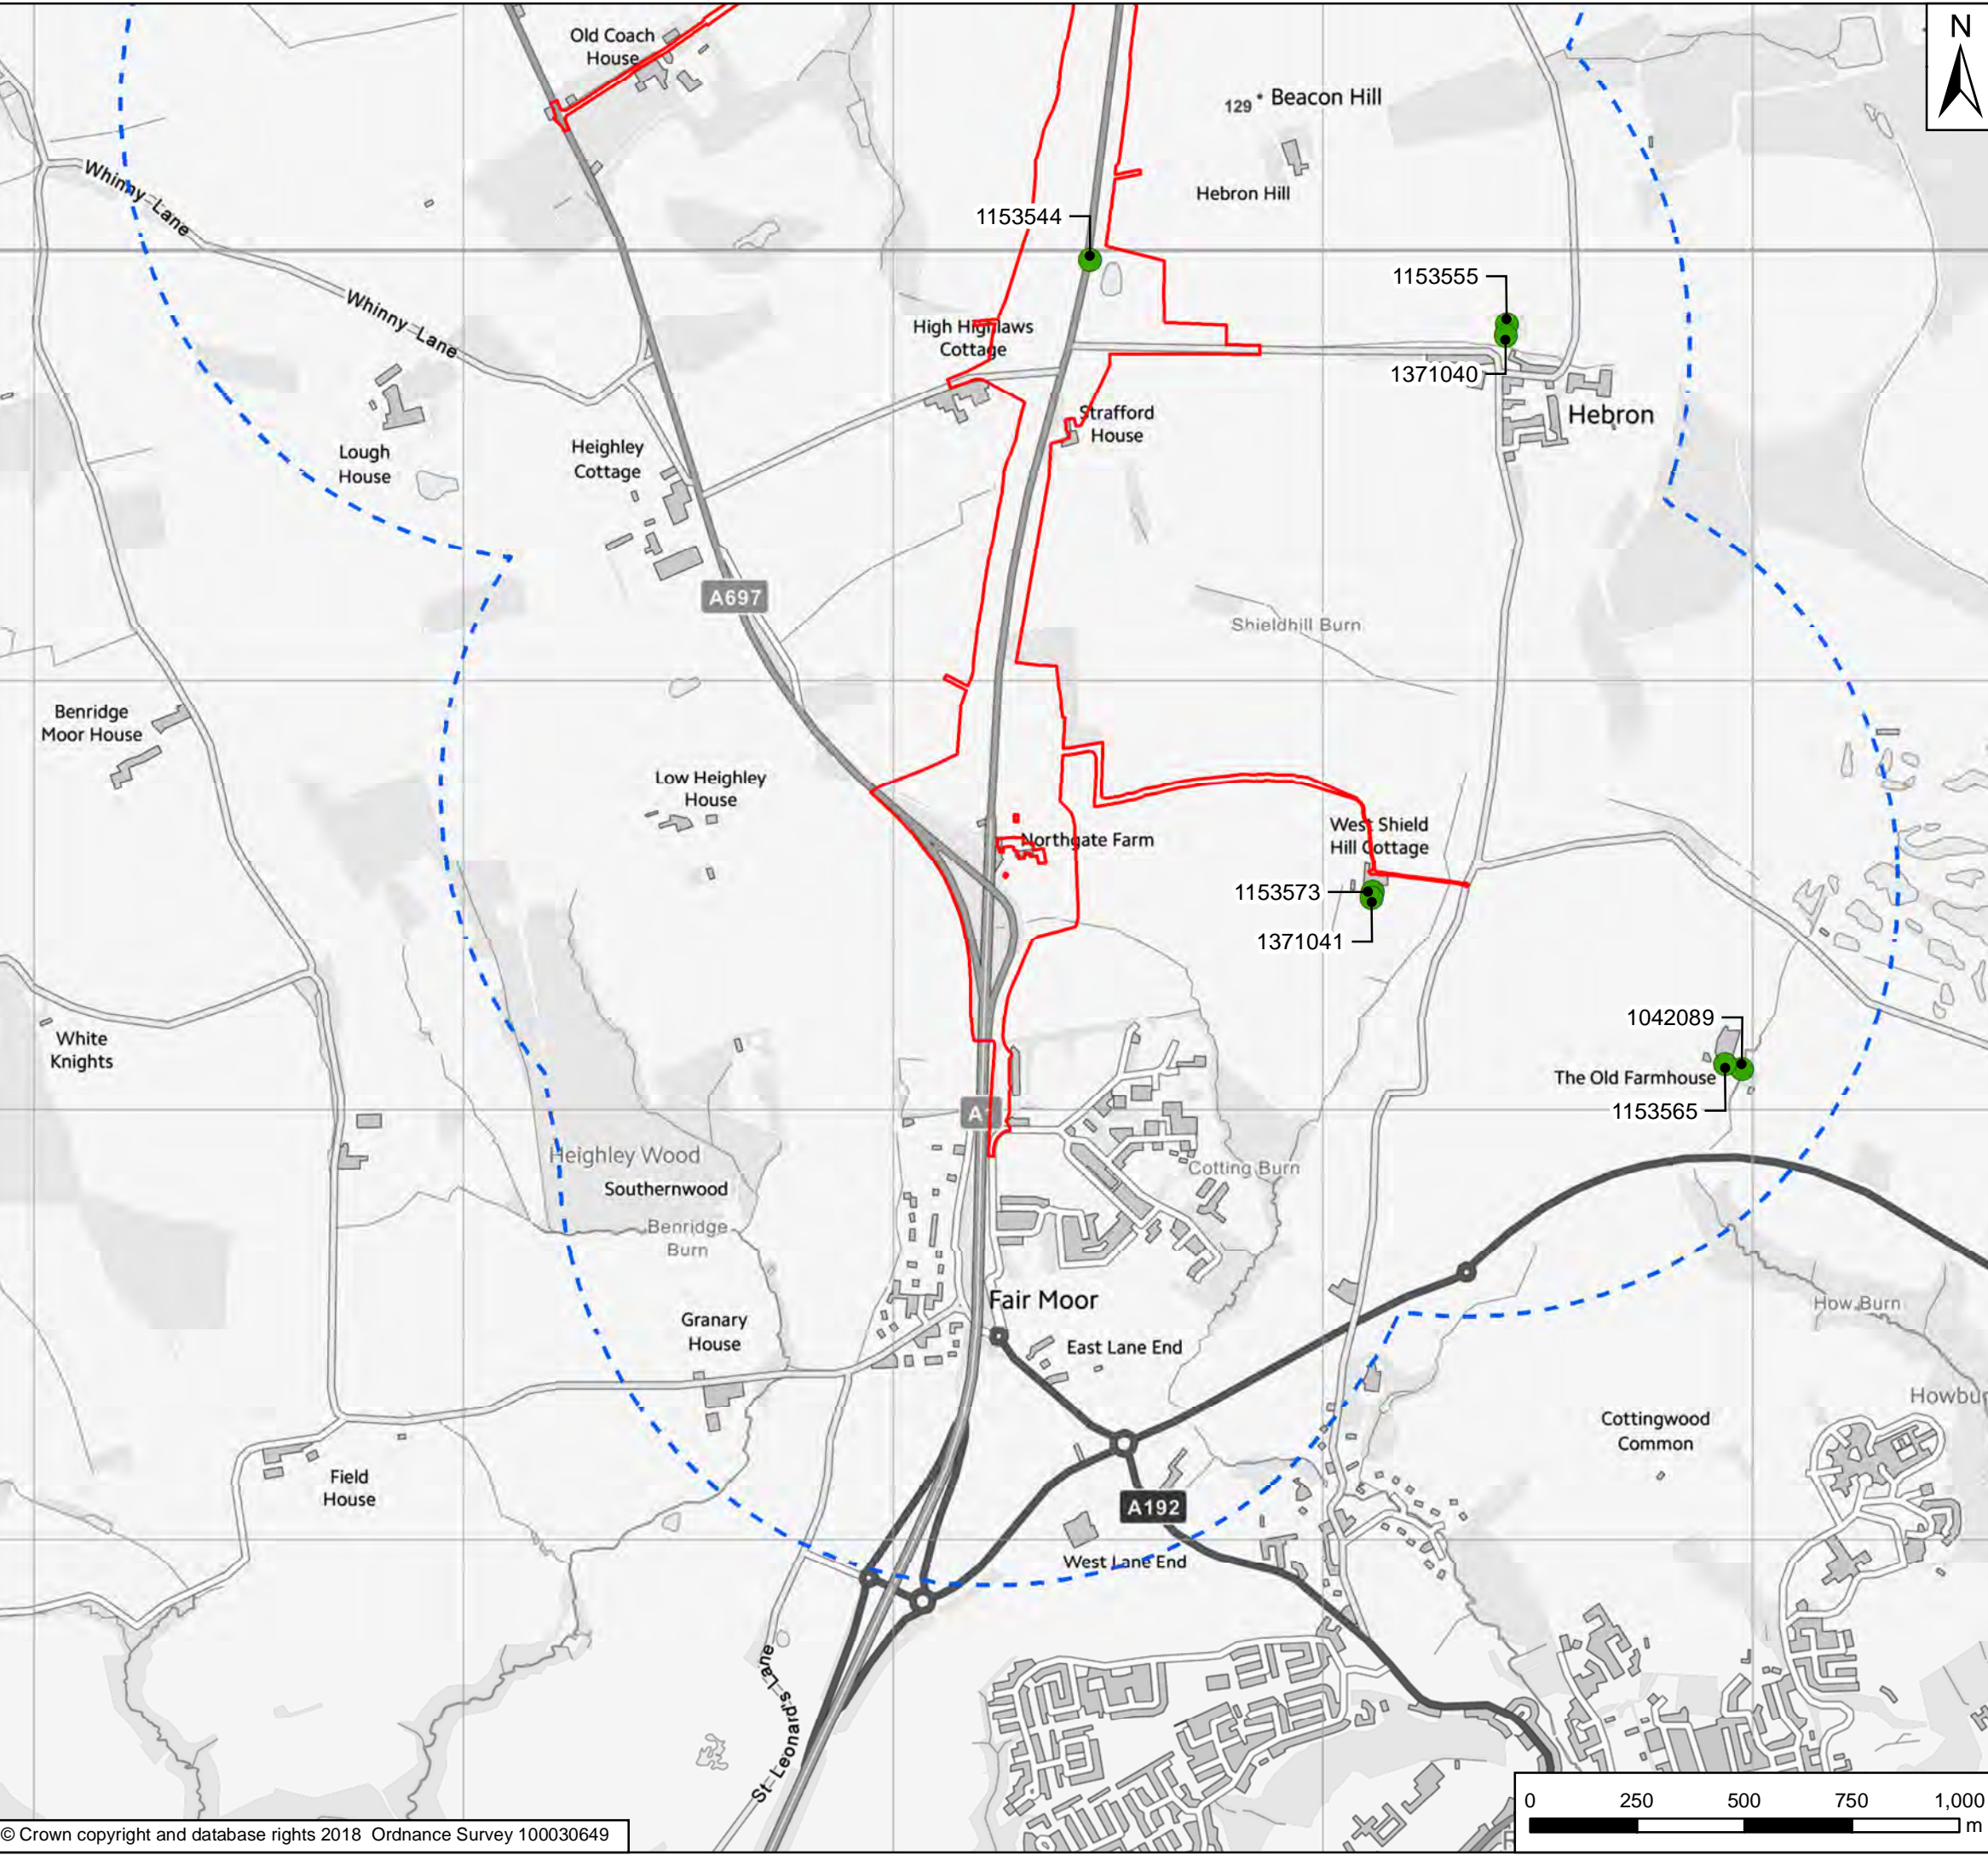 N
Old Coach
House
129
Beacon Hill
Hebron Hill
Whinny Lane
1153544
1153555
Whinny Lane
High Highlaws
Cottage
1371040
Strafford
House
Hebron
Lough
House
Heighley
Cottage
A697
Shieldhill Burn
Benridge
Moor House
Low Heighley
House
Northgate Farm
West Shield
Hill Cottage
1153573
1371041
White
Knights
1042089
The Old Farmhouse
1153565
Heighley Wood
Southernwood
Cotting Burn
Benridge
Burn
Fair Moor
How Burn
Granary
House
East Lane End
Cottingwood
Common
Field
House
A192
West Lane End
St Leonards Lane
0 250 500 750 1,000
m
© Crown copyright and database rights 2018 Ordnance Survey 100030649